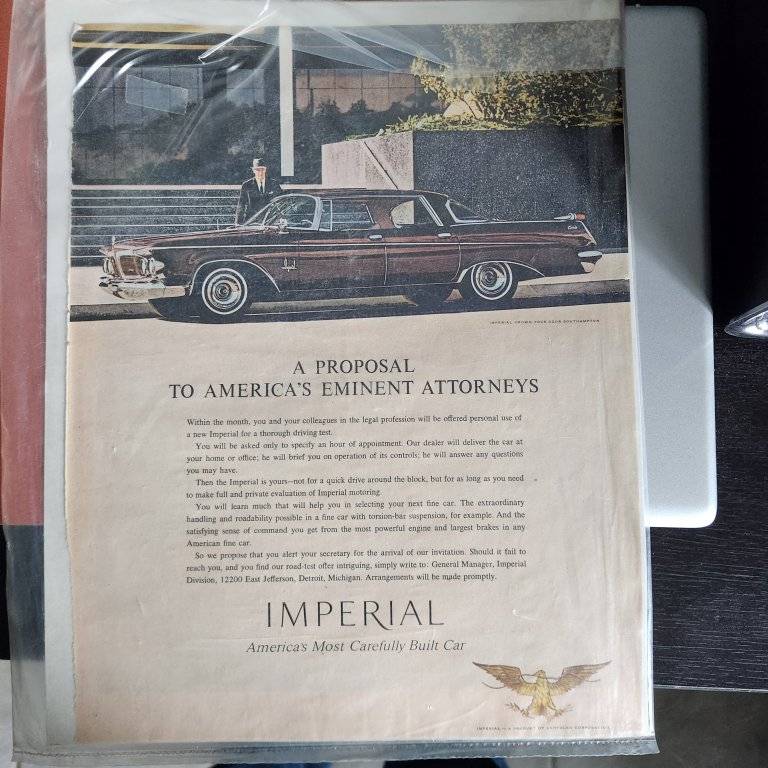 IMPERIAL CROWN FOUR-DOOR SOUTHAMPTON
A PROPOSAL
TO AMERICA'S EMINENT ATTORNEYS
Within the month, you and your colleagues in the legal profession will be offered personal use of
a new Imperial for a thorough driving test.
You will be asked only to specify an hour of appointment. Our dealer will deliver the car at
your home or office; he will brief you on operation of its controls; he will answer any questions
you may have.
Then the Imperial is yours—not for a quick drive around the block, but for as long as you need
to make full and private evaluation of Imperial motoring.
You will learn much that will help you in selecting your next fine car. The extraordinary
handling and roadability possible in a fine car with torsion-bar suspension, for example. And the
satisfying sense of command you get from the most powerful engine and largest brakes in any
American fine car.
So we propose that you alert your secretary for the arrival of our invitation. Should it fail to
reach you, and you find our road-test offer intriguing, simply write to: General Manager, Imperial
Division, 12200 East Jefferson, Detroit, Michigan. Arrangements will be made promptly.
IMPERIAL
America's Most Carefully Built Car
IMPERIAL IS A PRODUCT OF CHRYSLER CORPORATION